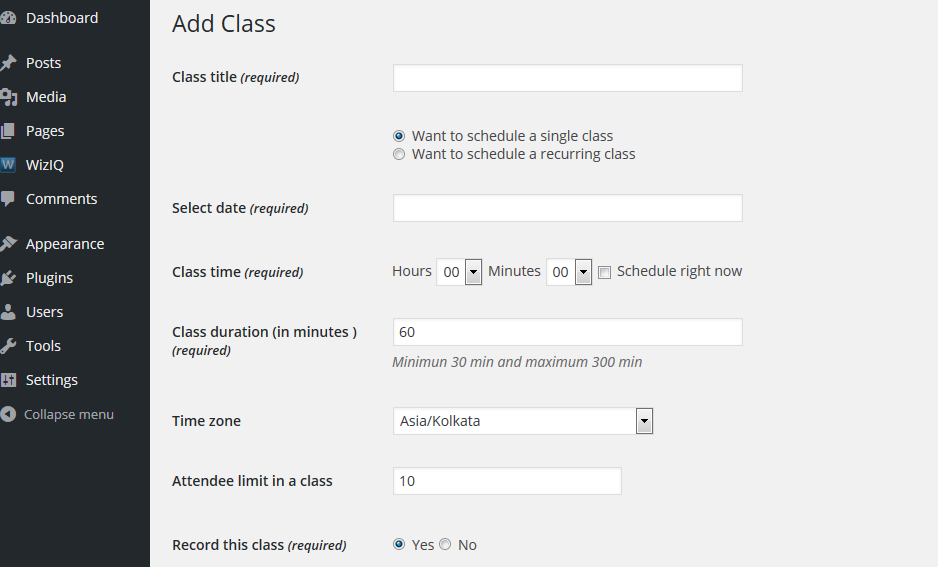 Dashboard
Posts
Media
Pages
W WizIQ
Comments
Appearance
Plugins
Users
Tools
Settings
Collapse menu
Add Class
Class title (required)
Want to schedule a single class
Want to schedule a recurring class
Select date (required)
Class time (required) Hours 00 Minutes 00 Schedule right now
Class duration (in minutes ) 60
(required)
Minimun 30 min and maximum 300 min
Time zone Asia/Kolkata
Attendee limit in a class 10
Record this class (required) Yes No